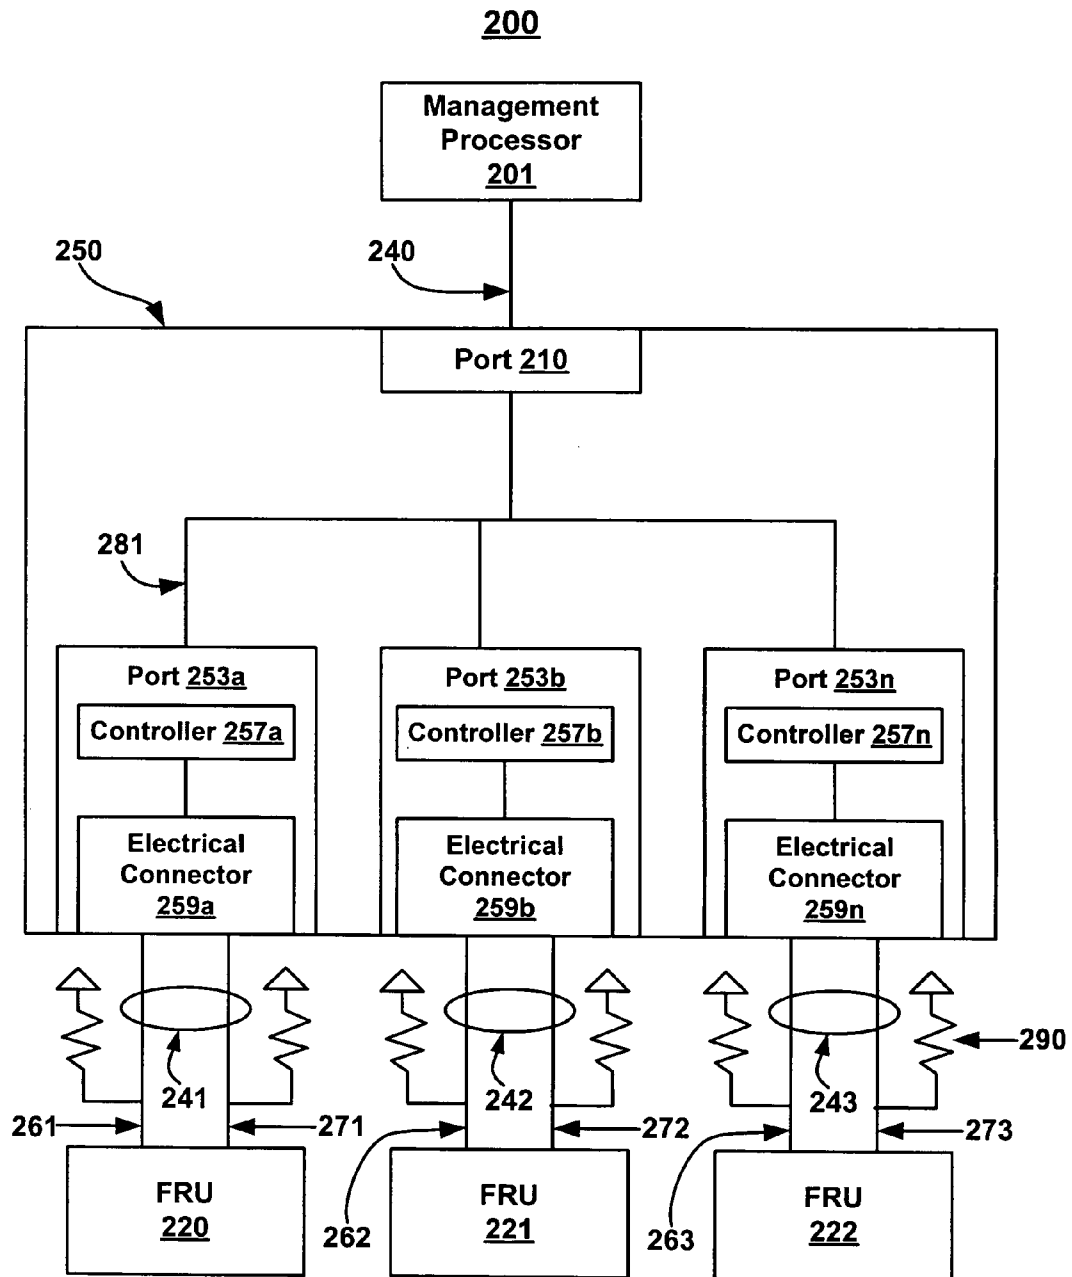 200
Management
Processor
201
250
240
Port 210
281
Port 253a
Port 253b
Port 253n
Controller 257a
Controller 257b
Controller 257n
Electrical
Connector
259a
Electrical
Connector
259b
Electrical
Connector
259n
290
241
242
243
261
271
272
273
262
263
FRU
220
FRU
221
FRU
222